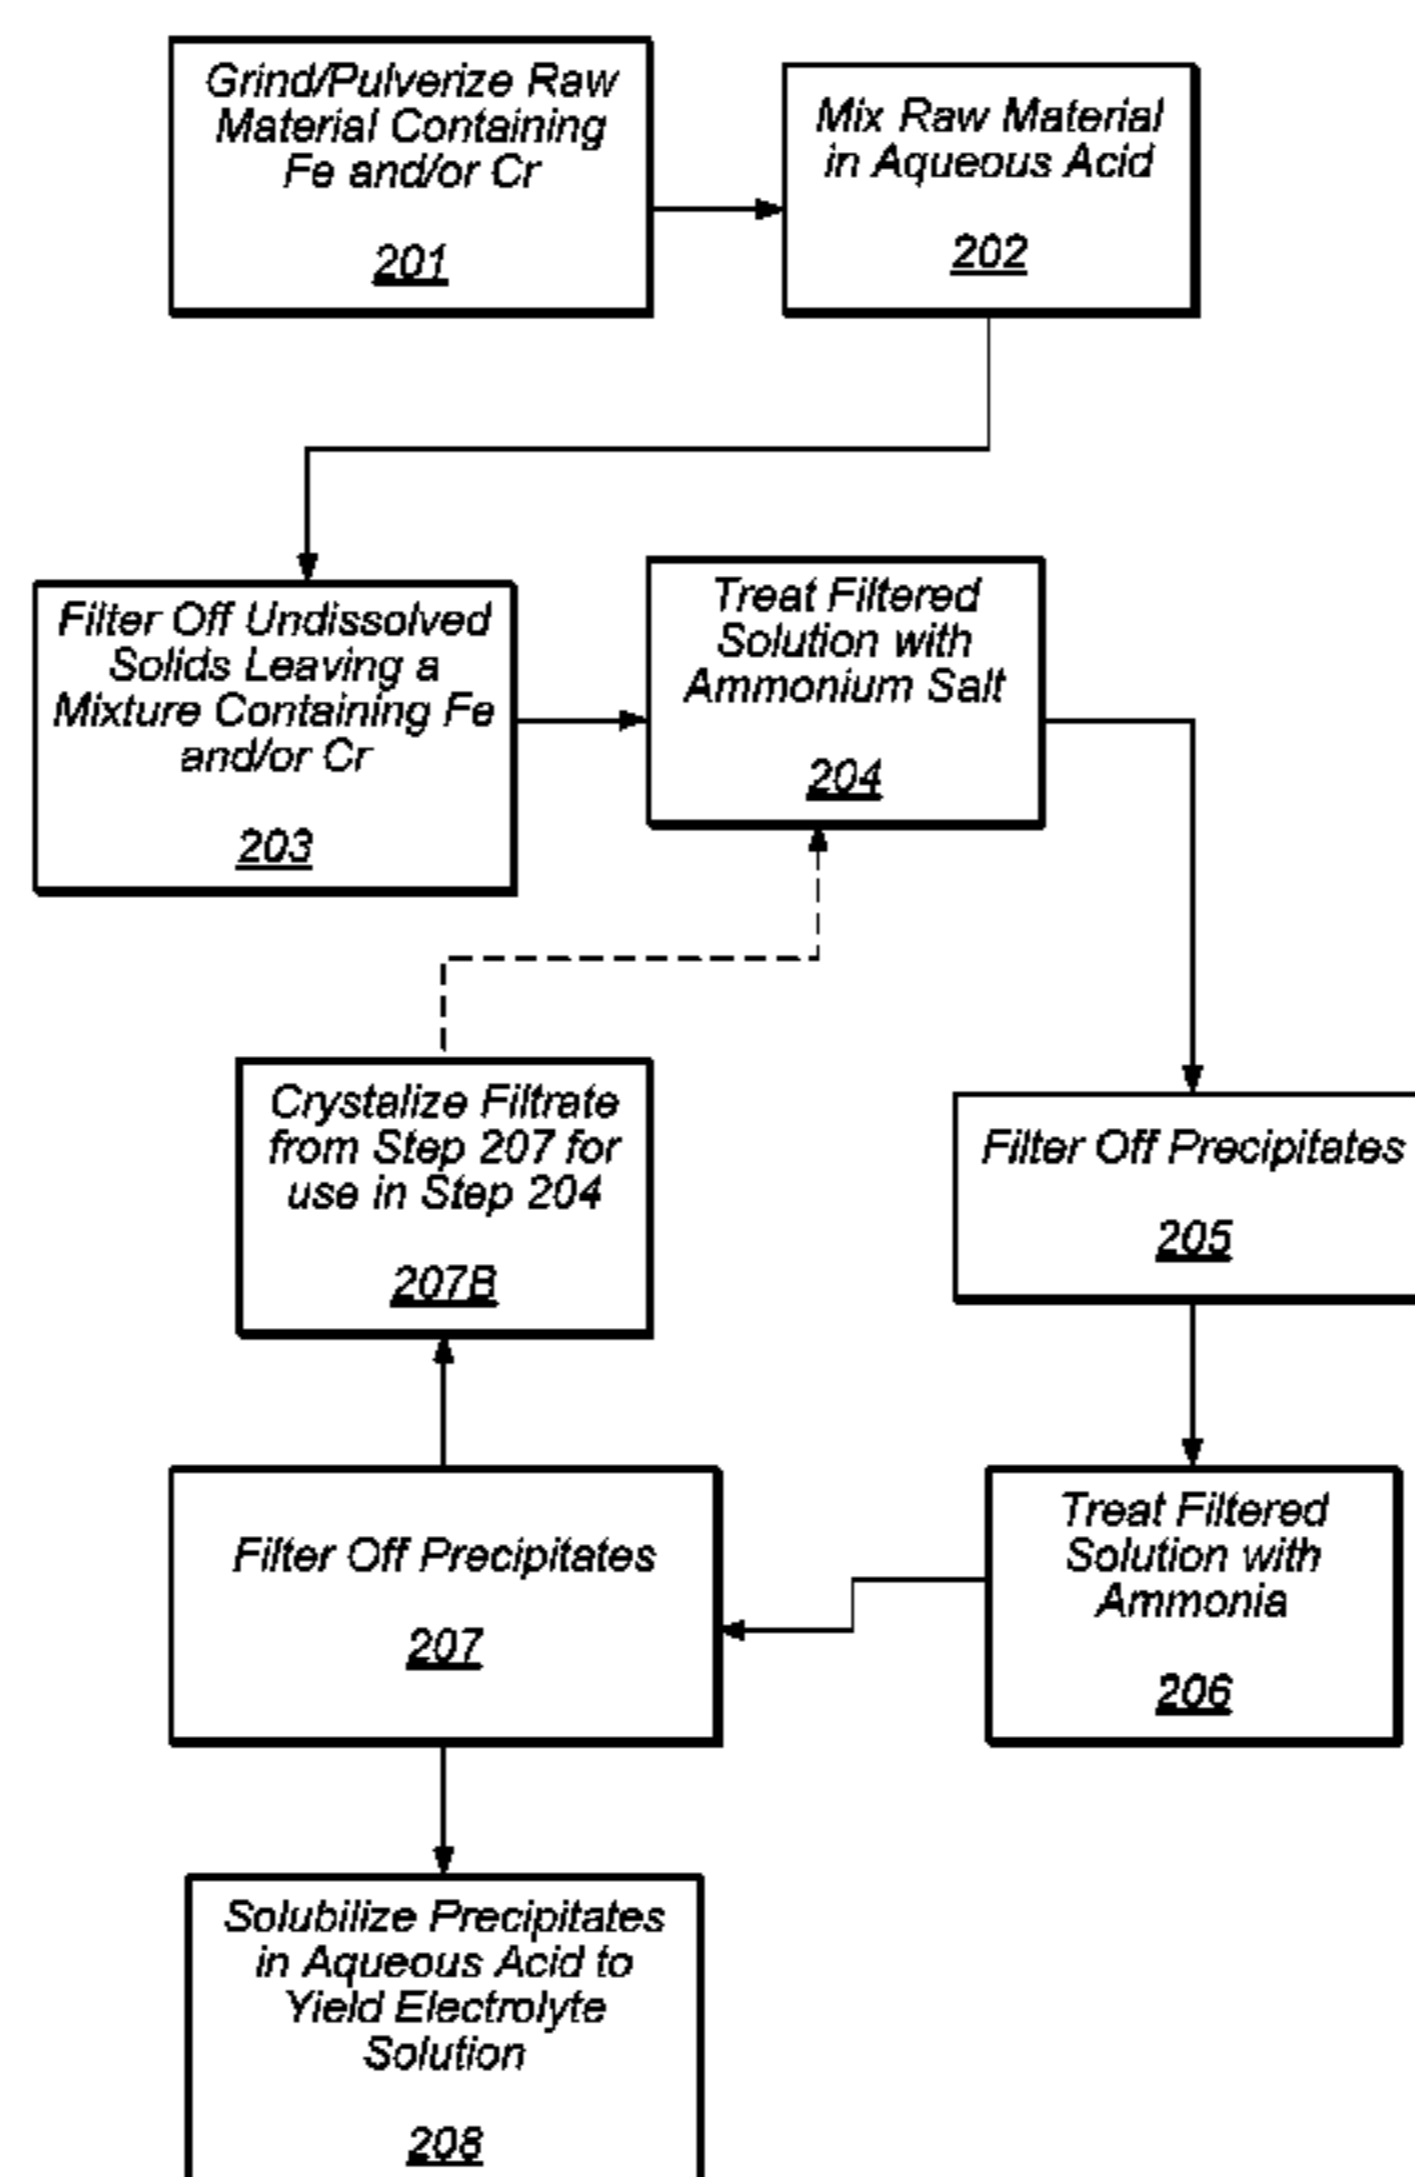 Grind/Pulverize Raw
Material Containing
Fe and/or Cr
201
Mix Raw Material
in Aqueous Acid
202
Filter Off Undissolved
Solids Leaving a
Mixture Containing Fe
and/or Cr
203
Treat Filtered
Solution with
Ammonium Salt
204
Crystalize Filtrate
from Step 207 for
use in Step 204
207B
Filter Off Precipitates
205
Filter Off Precipitates
207
Treat Filtered
Solution with
Ammonia
206
Solubilize Precipitates
in Aqueous Acid to
Yield Electrolyte
Solution
208